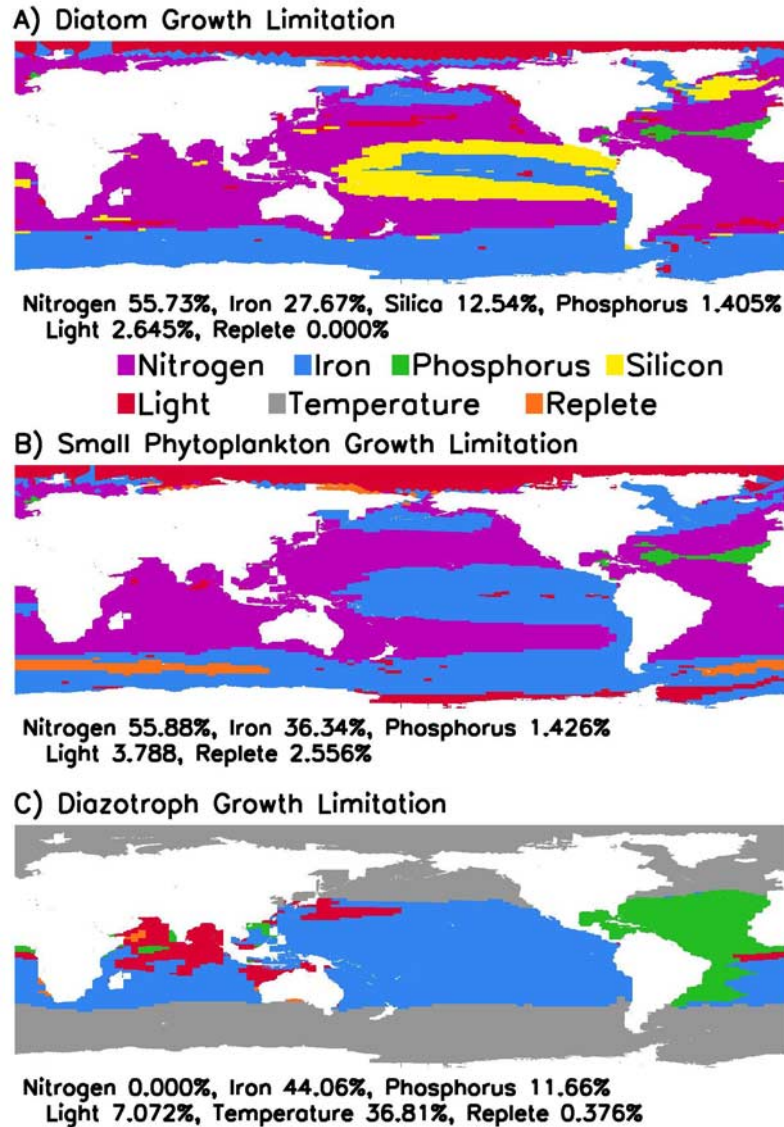 A) Diatom Growth Limitation
Nitrogen 55.73%, Iron 27.67%, Silica 12.54%, Phosphorus 1.405%
Light 2.645%, Replete 0.000%
Nitrogen Iron Phosphorus Silicon
Light Temperature Replete
B) Small Phytoplankton Growth Limitation
Nitrogen 55.88%, Iron 36.34%, Phosphorus 1.426%
Light 3.788, Replete 2.556%
C) Diazotroph Growth Limitation
Nitrogen 0.000%, Iron 44.06%, Phosphorus 11.66%
Light 7.072%, Temperature 36.81%, Replete 0.376%